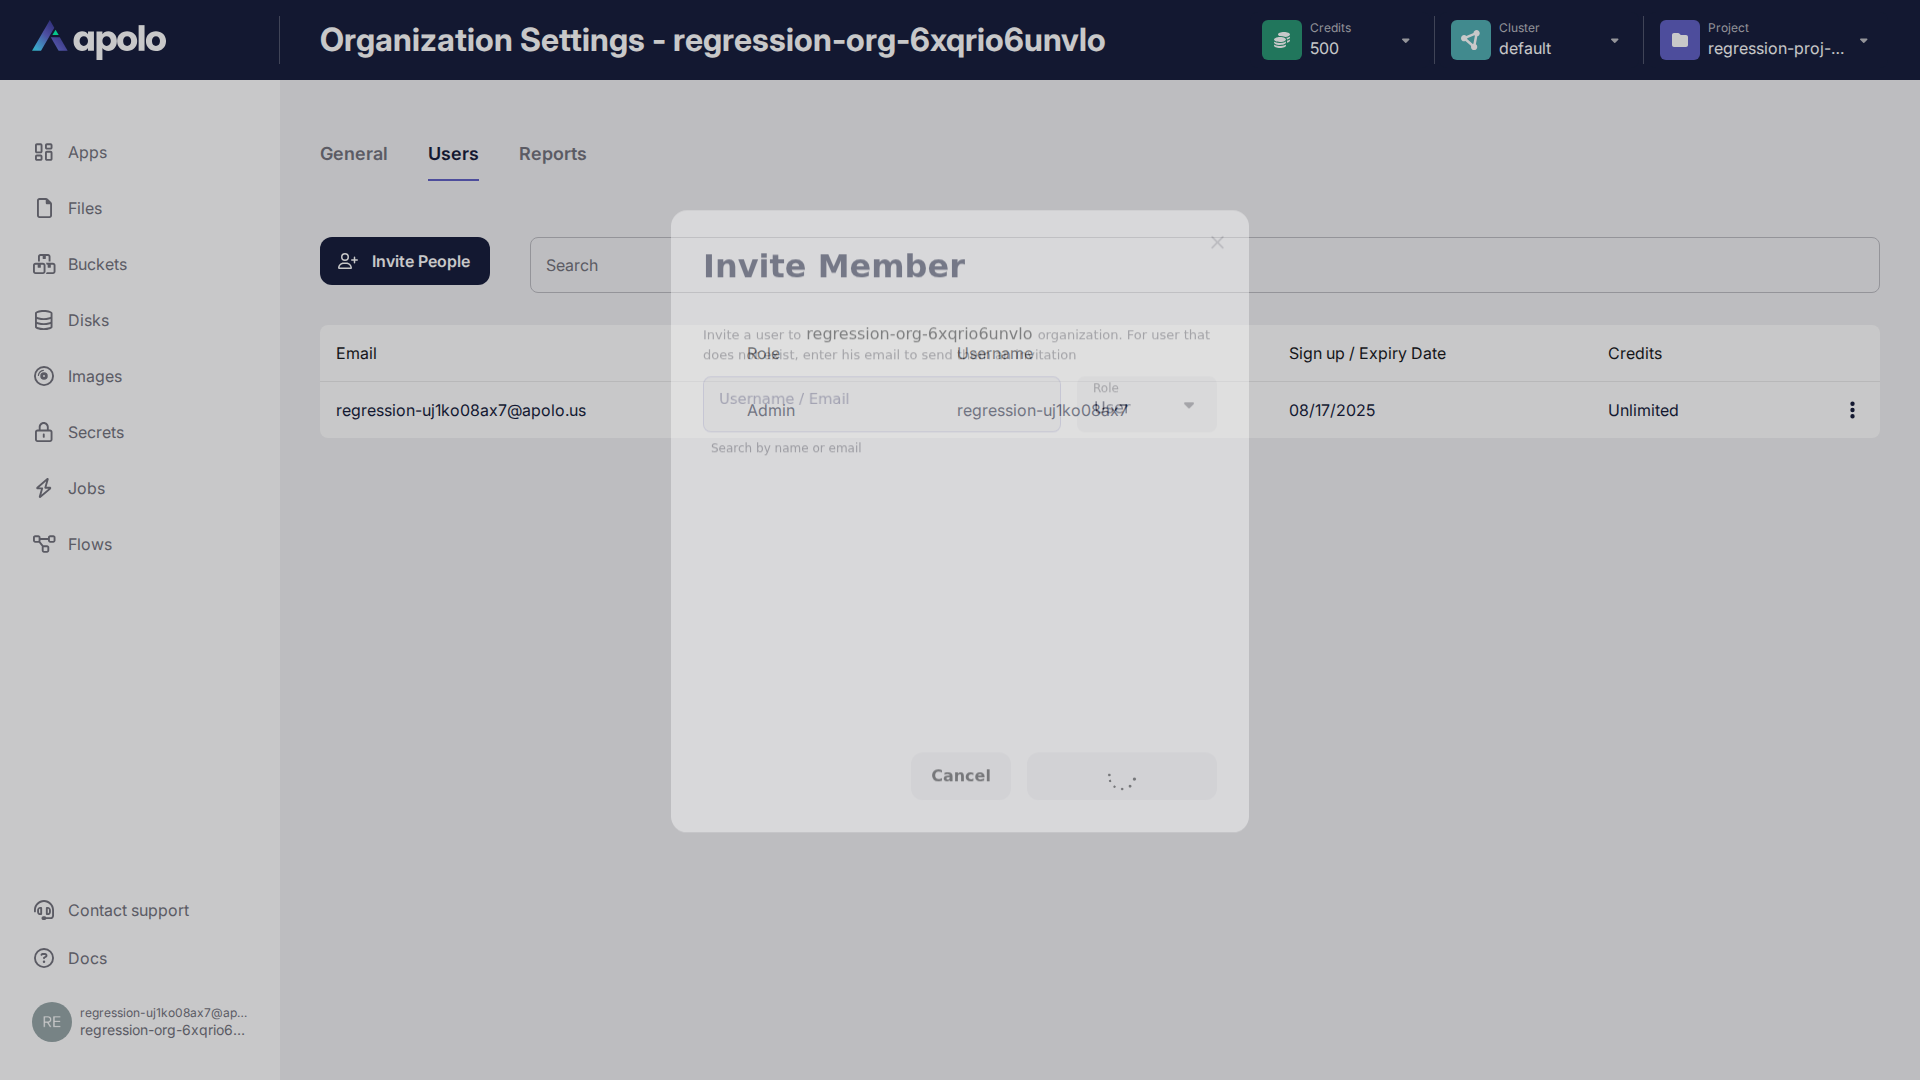 apolo
Organization Settings - regression-org-6xqrio6unvlo
Credits
500
Cluster
default
Project
regression-proj-...
Apps
Files
Buckets
Disks
Images
Secrets
Jobs
Flows
Contact support
Docs
RE
regression-uj1ko08ax7@ap...
regression-org-6xqrio6...
General
Users
Reports
Invite People
Search
Email
Role
Username
Sign up / Expiry Date
Credits
regression-uj1ko08ax7@apolo.us
Admin
regression-uj1ko08ax7
08/17/2025
Unlimited
Invite Member
Invite a user to regression-org-6xqrio6unvlo organization. For user that
does not exist, enter his email to send them an invitation
Username / Email
Role
User
Search by name or email
Cancel